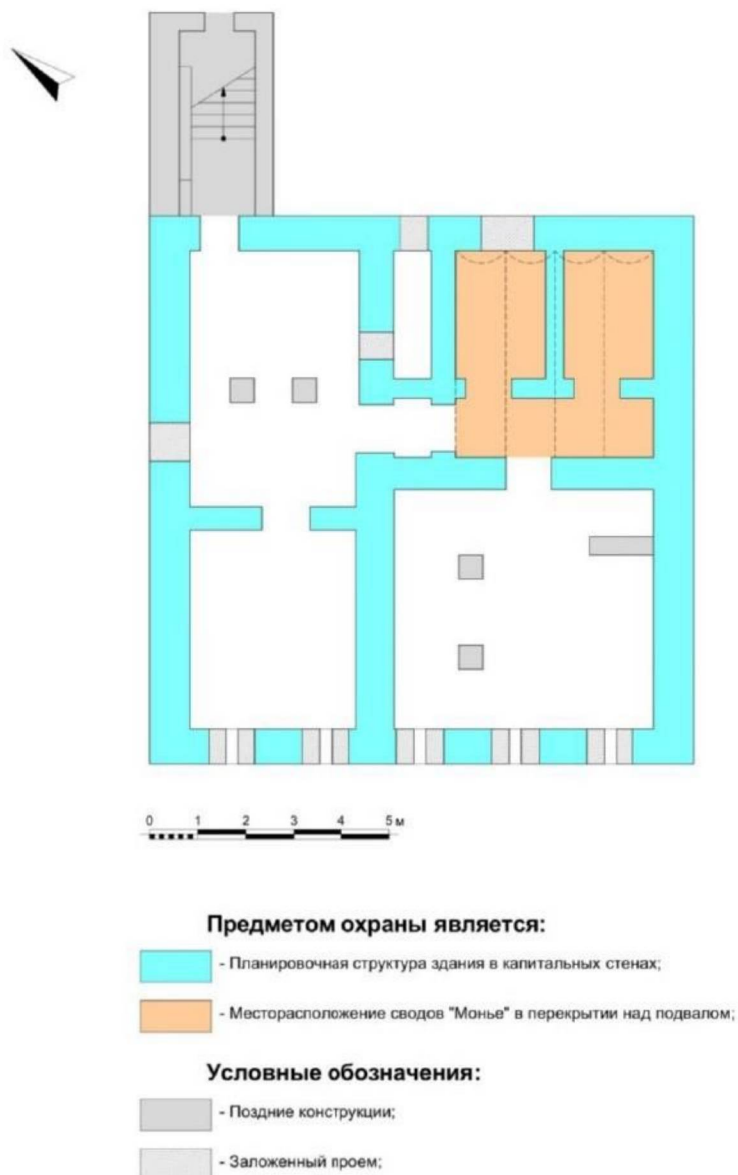 0 1 2 3 4 5 м
Предметом охраны является:
- Планировочная структура здания в капитальных стенах;
- Месторасположение сводов "Монье" в перекрытии над подвалом;
Условные обозначения:
- Поздние конструкции;
- Заложенный проем;